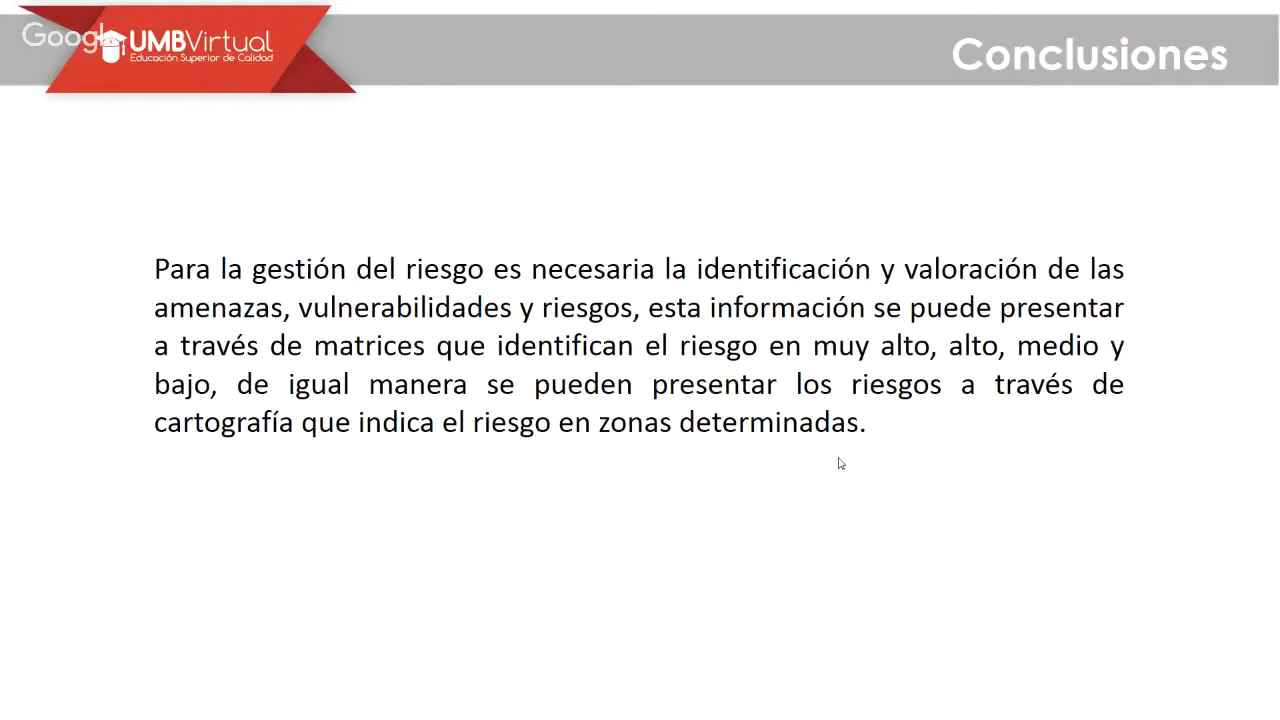 Google
UMBVirtual
Educación Superior de Calidad
Conclusiones
Para la gestión del riesgo es necesaria la identificación y valoración de las
amenazas, vulnerabilidades y riesgos, esta información se puede presentar
a través de matrices que identifican el riesgo en muy alto, alto, medio y
bajo, de igual manera se pueden presentar los riesgos a través de
cartografía que indica el riesgo en zonas determinadas.